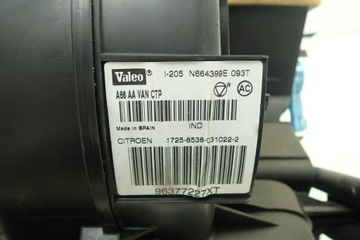 Valeo I-205 N664399E 093T
A86 AA VAN CTP
AC
Made In SPAIN
IND
CITROEN 1725-8538-031022-2
96377227XT